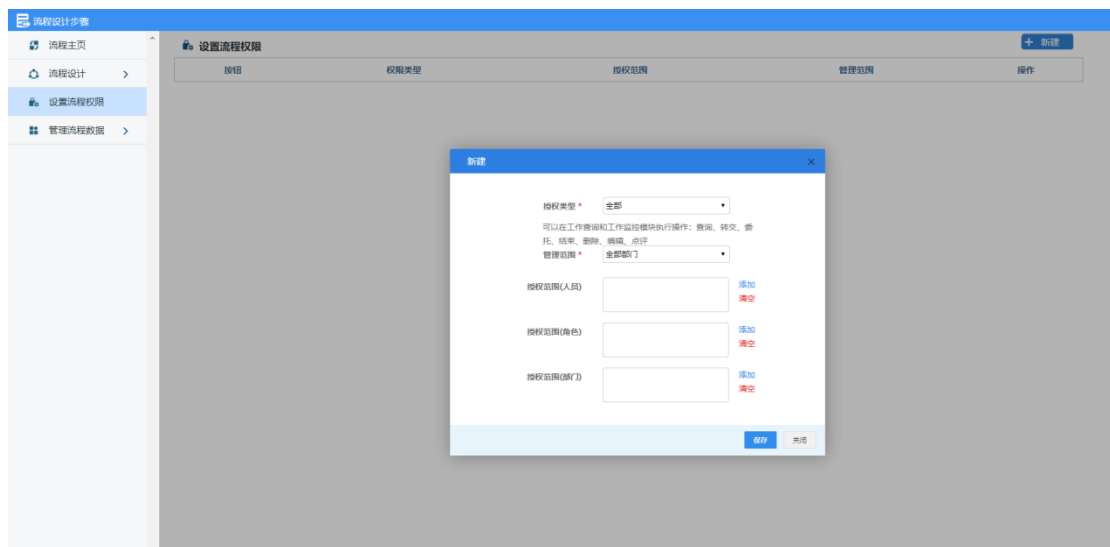 流程设计步骤
流程主页
流程设计
设置流程权限
管理流程数据
设置流程权限
+ 新建
按钮 权限类型 授权范围 管理范围 操作
新建
授权类型 * 全部
可以在工作查询和工作监控模块执行操作：查询、转交、委
托、结束、删除、编辑、点评
管理范围 * 全部部门
授权范围(人员) 添加
清空
授权范围(角色) 添加
清空
授权范围(部门) 添加
清空
保存 关闭